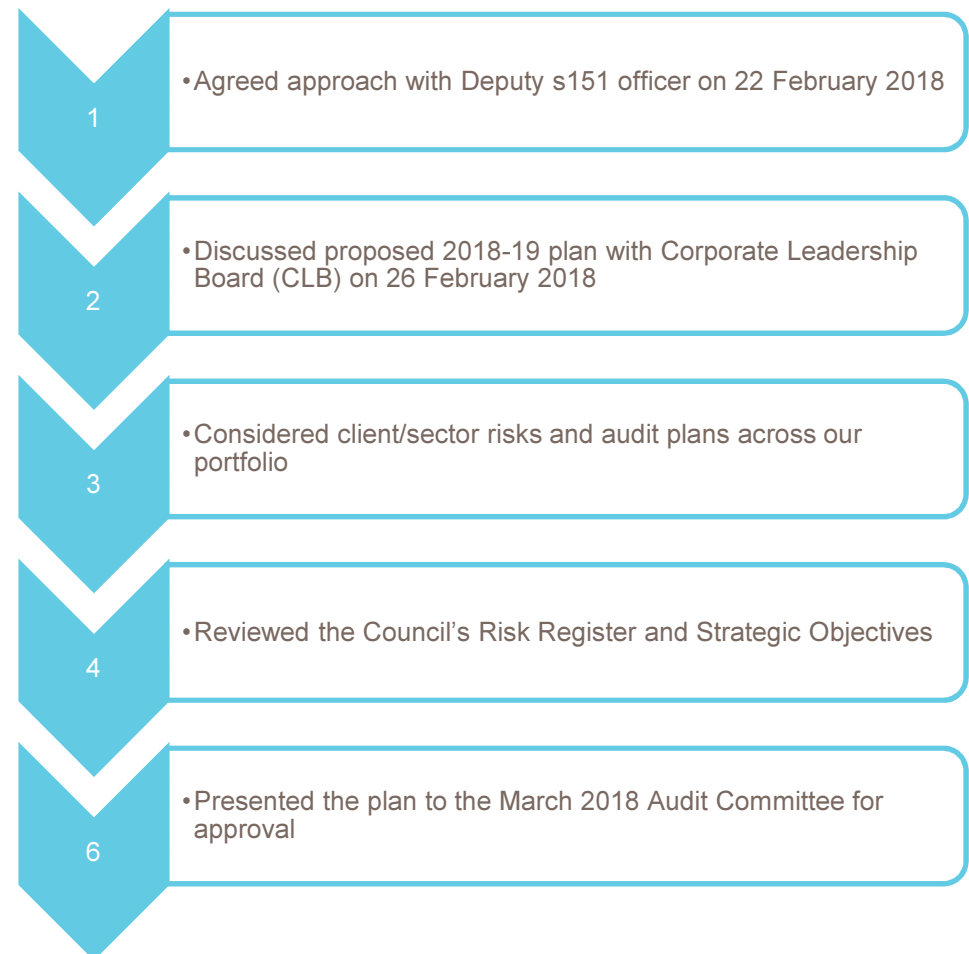 1
•Agreed approach with Deputy s151 officer on 22 February 2018
2
•Discussed proposed 2018-19 plan with Corporate Leadership
Board (CLB) on 26 February 2018
3
•Considered client/sector risks and audit plans across our
portfolio
4
•Reviewed the Council’s Risk Register and Strategic Objectives
6
•Presented the plan to the March 2018 Audit Committee for
approval